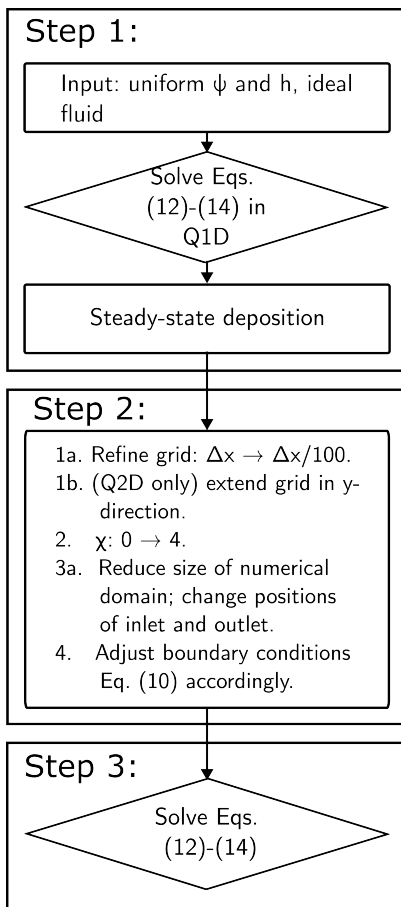 Step 1:
Input: uniform ψ and h, ideal
fluid
Solve Eqs.
(12)-(14) in
Q1D
Steady-state deposition
Step 2:
1a. Refine grid: Δx → Δx/100.
1b. (Q2D only) extend grid in y-
direction.
2. χ: 0 → 4.
3a. Reduce size of numerical
domain; change positions
of inlet and outlet.
4. Adjust boundary conditions
Eq. (10) accordingly.
Step 3:
Solve Eqs.
(12)-(14)